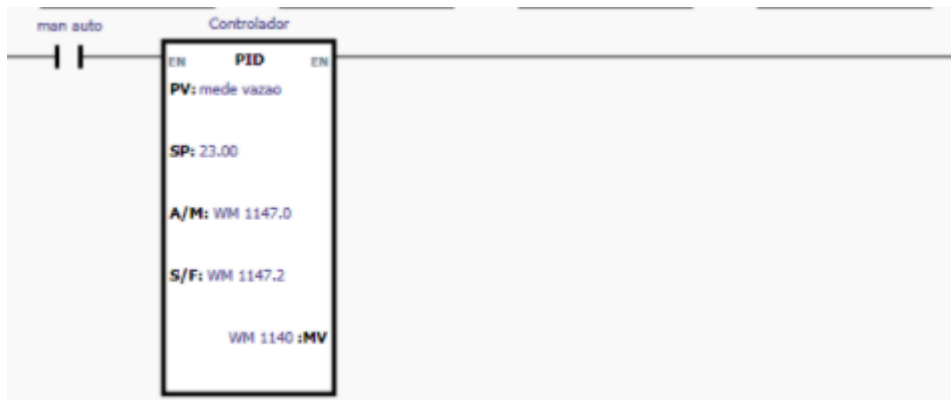 man auto
Controlador
EN PID EN
PV: mede vazao
SP: 23.00
A/M: WM 1147.0
S/F: WM 1147.2
WM 1140 :MV